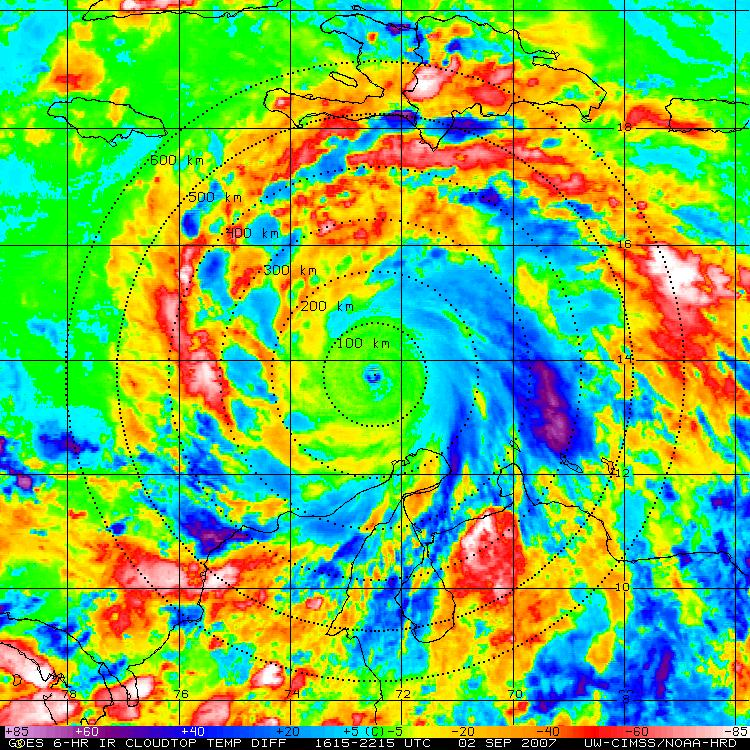 18
600 km
500 km
400 km
16
300 km
200 km
100 km
14
12
10
78 76 74 72 70 8
+85 +60 +40 +20 +5 (C) -5 -20 -40 -60 -85
GOES 6-HR IR CLOUDTOP TEMP DIFF 1615-2215 UTC 02 SEP 2007 UW-CIMSS/NOAA-HRD